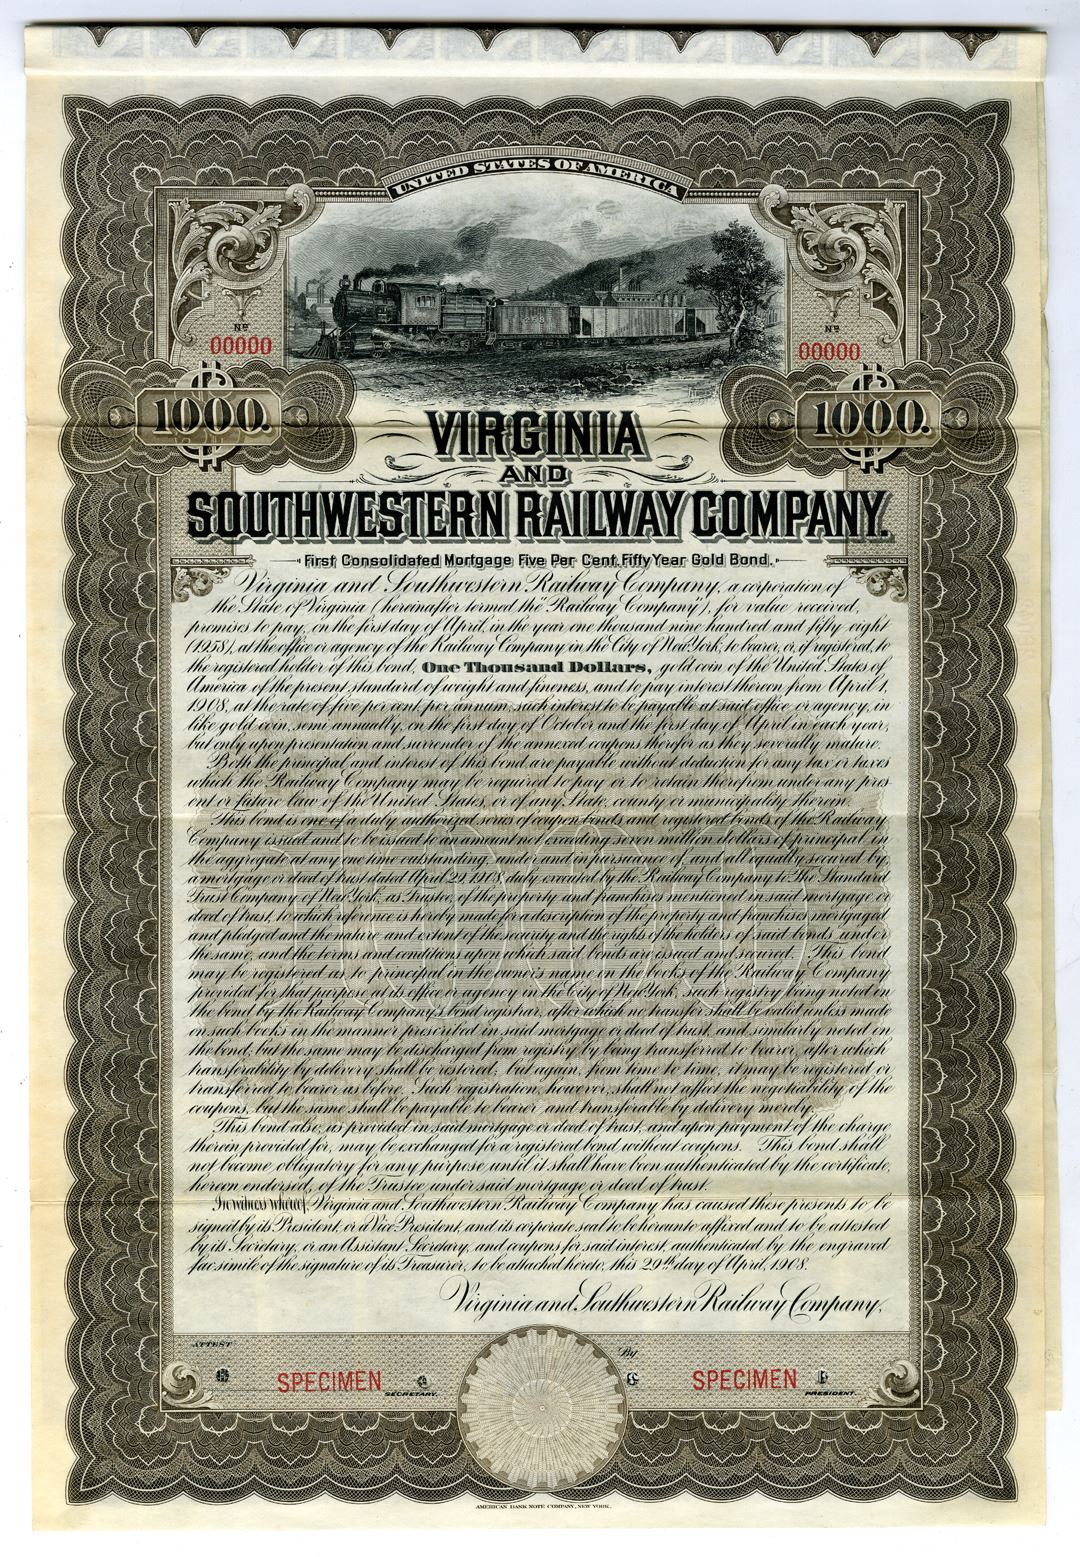 UNITED STATES OF AMERICA
No 00000
No 00000
$1000.
$1000.
VIRGINIA
AND
SOUTHWESTERN RAILWAY COMPANY.
First Consolidated Mortgage Five Per Cent. Fifty Year Gold Bond.
Virginia and Southwestern Railway Company, a corporation of
the State of Virginia (hereinafter termed the "Railway Company"), for value received,
promises to pay, on the first day of April, in the year one thousand nine hundred and fifty eight
(1958), at the office or agency of the Railway Company in the City of New York, to bearer, or, if registered, to
the registered holder of this bond, One Thousand Dollars, gold coin of the United States of
America of the present standard of weight and fineness, and to pay interest thereon from April 1,
1908, at the rate of five per cent. per annum, such interest to be payable at said office or agency, in
like gold coin, semi annually, on the first day of October and the first day of April in each year,
but only upon presentation and surrender of the annexed coupons therefor as they severally mature.
Both the principal and interest of this bond are payable without deduction for any tax or taxes
which the Railway Company may be required to pay or to retain therefrom under any pres
ent or future law of the United States, or of any State, county or municipality therein.
This bond is one of a duly authorized series of coupon bonds and registered bonds of the Railway
Company issued and to be issued to an amount not exceeding seven million dollars of principal in
the aggregate at any one time outstanding, under and in pursuance of, and all equally secured by,
a mortgage or deed of trust dated April 29, 1908, duly executed by the Railway Company to The Standard
Trust Company of New York, as Trustee, of the property and franchises mentioned in said mortgage or
deed of trust, to which reference is hereby made for a description of the property and franchises mortgaged
and pledged and the nature and extent of the security and the rights of the holders of said bonds under
the same, and the terms and conditions upon which said bonds are issued and secured. This bond
may be registered as to principal in the owner's name on the books of the Railway Company
provided for that purpose at its office or agency in the City of New York, such registry being noted on
the bond by the Railway Company's bond registrar, after which no transfer shall be valid unless made
on such books in the manner prescribed in said mortgage or deed of trust, and similarly noted on
the bond; but the same may be discharged from registry by being transferred to bearer, after which
transferability by delivery shall be restored; but again, from time to time, it may be registered or
transferred to bearer as before. Such registration, however, shall not affect the negotiability of the
coupons, but the same shall be payable to bearer and transferable by delivery merely.
This bond also, as provided in said mortgage or deed of trust, and upon payment of the charge
therein provided for, may be exchanged for a registered bond without coupons. This bond shall
not become obligatory for any purpose until it shall have been authenticated by the certificate,
hereon endorsed, of the Trustee under said mortgage or deed of trust.
In witness whereof, Virginia and Southwestern Railway Company has caused these presents to be
signed by its President, or a Vice President, and its corporate seal to be hereunto affixed and to be attested
by its Secretary, or an Assistant Secretary, and coupons for said interest, authenticated by the engraved
fac simile of the signature of its Treasurer, to be attached hereto, this 29th day of April, 1908.
Virginia and Southwestern Railway Company,
ATTEST
By
SPECIMEN
SECRETARY.
SPECIMEN
PRESIDENT.
AMERICAN BANK NOTE COMPANY, NEW YORK.